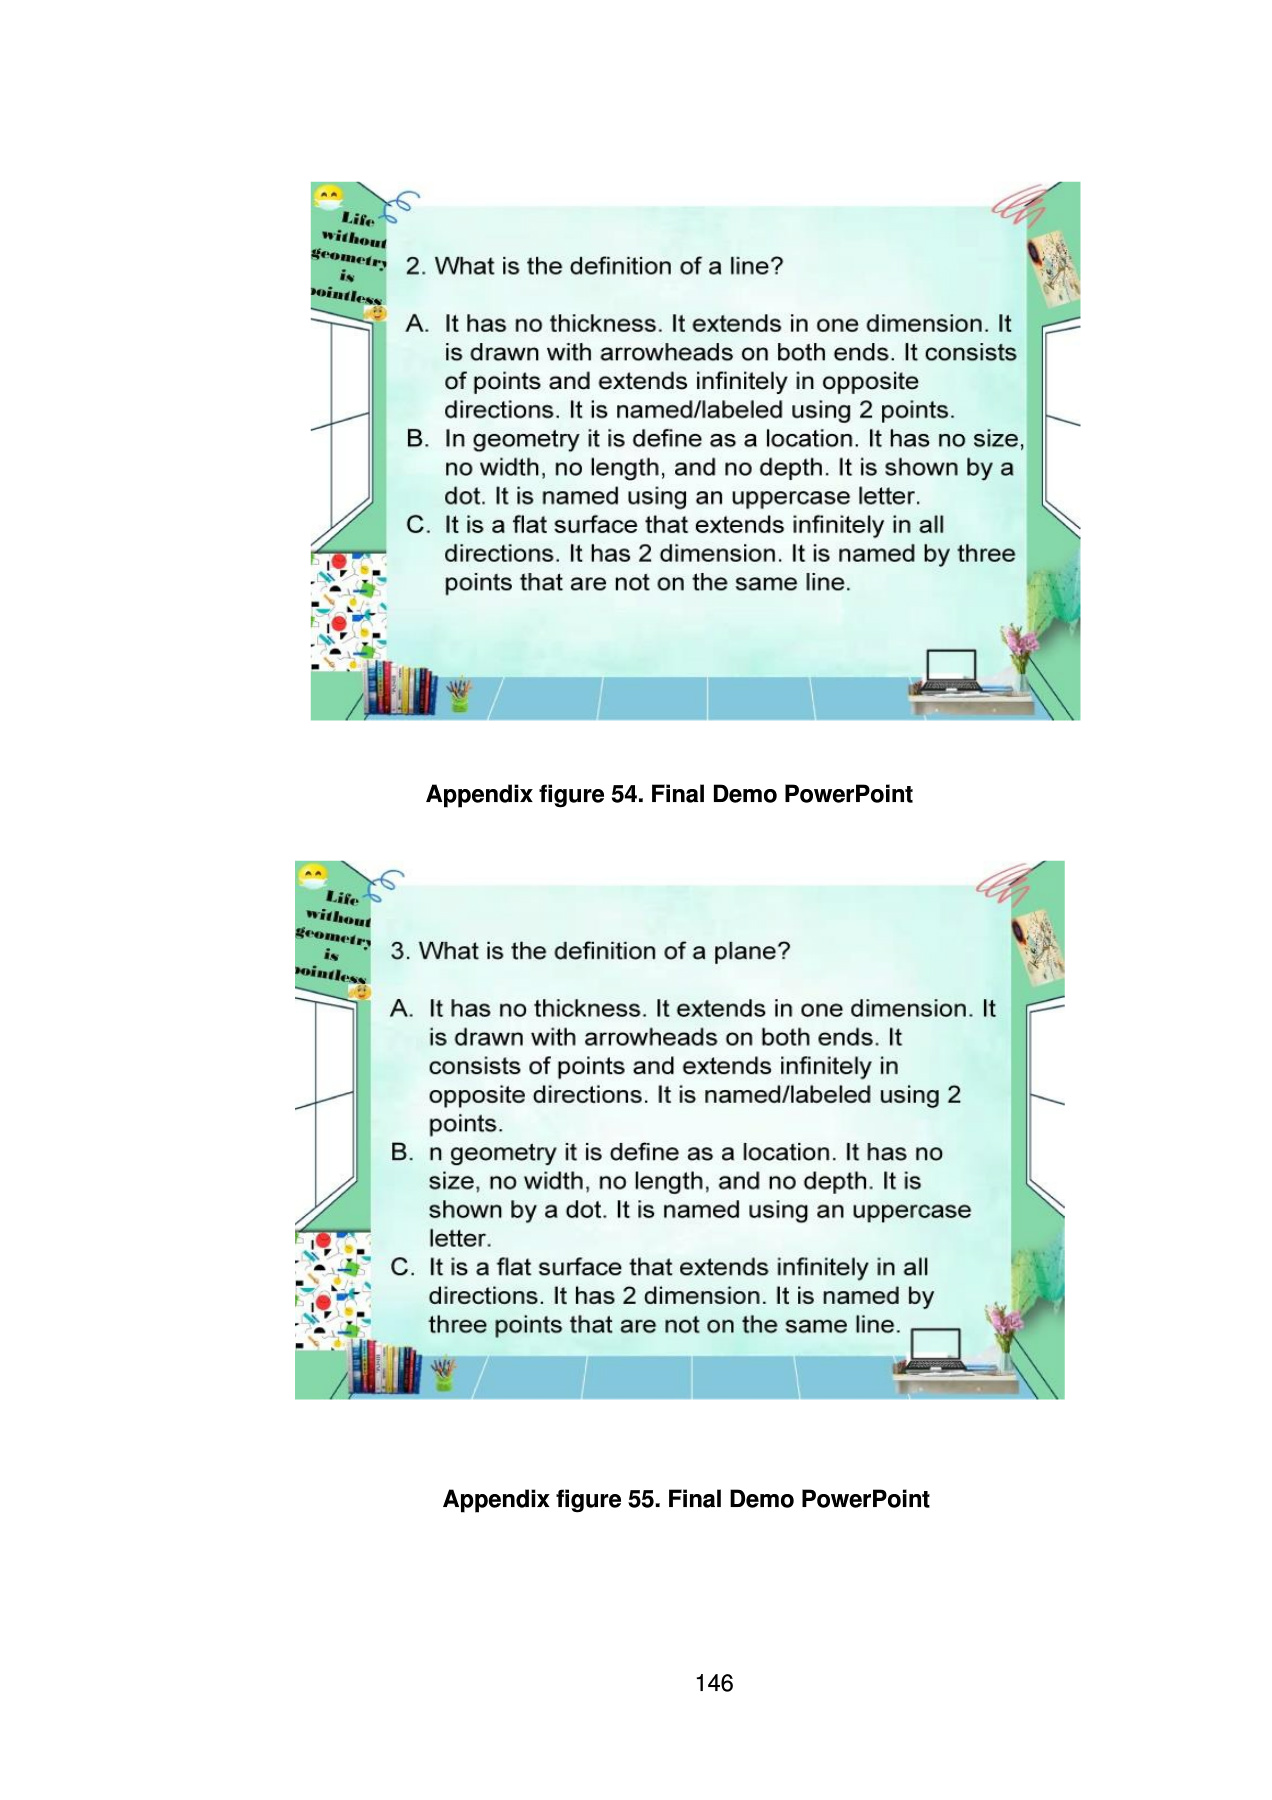 Life
without
geometry
is
pointless
2. What is the definition of a line?
A. It has no thickness. It extends in one dimension. It
is drawn with arrowheads on both ends. It consists
of points and extends infinitely in opposite
directions. It is named/labeled using 2 points.
B. In geometry it is define as a location. It has no size,
no width, no length, and no depth. It is shown by a
dot. It is named using an uppercase letter.
C. It is a flat surface that extends infinitely in all
directions. It has 2 dimension. It is named by three
points that are not on the same line.
Appendix figure 54. Final Demo PowerPoint
Life
without
geometry
is
pointless
3. What is the definition of a plane?
A. It has no thickness. It extends in one dimension. It
is drawn with arrowheads on both ends. It
consists of points and extends infinitely in
opposite directions. It is named/labeled using 2
points.
B. n geometry it is define as a location. It has no
size, no width, no length, and no depth. It is
shown by a dot. It is named using an uppercase
letter.
C. It is a flat surface that extends infinitely in all
directions. It has 2 dimension. It is named by
three points that are not on the same line.
Appendix figure 55. Final Demo PowerPoint
146